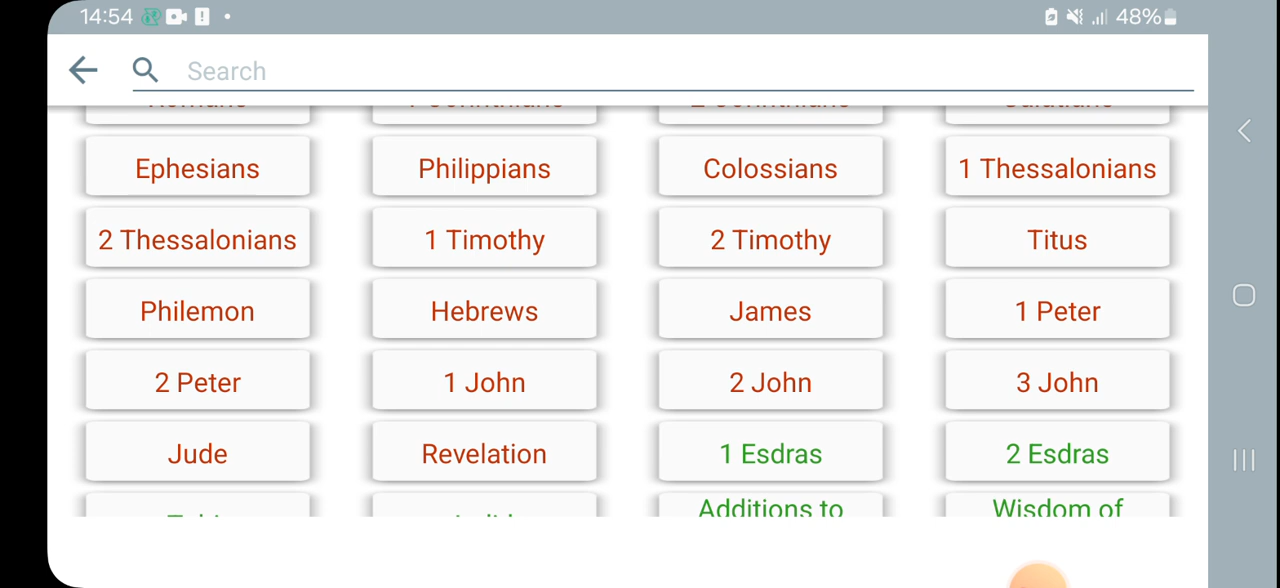 14:54
48%
Search
Ephesians Philippians Colossians 1 Thessalonians
2 Thessalonians 1 Timothy 2 Timothy Titus
Philemon Hebrews James 1 Peter
2 Peter 1 John 2 John 3 John
Jude Revelation 1 Esdras 2 Esdras
Additions to Wisdom of